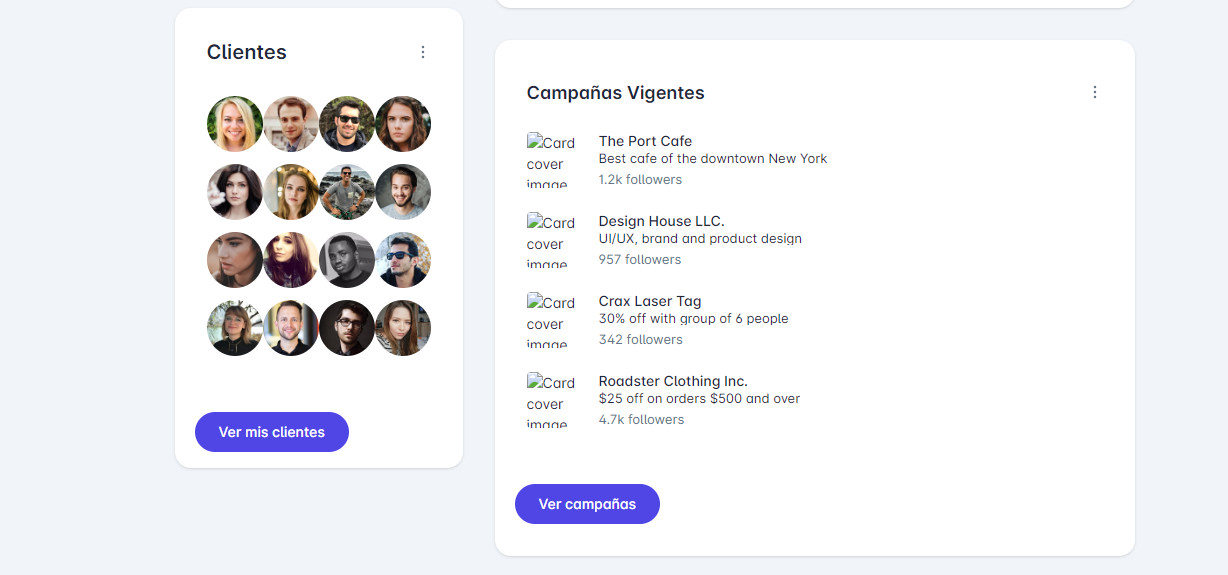 Clientes
Ver mis clientes
Campañas Vigentes
Card
cover
image
The Port Cafe
Best cafe of the downtown New York
1.2k followers
Card
cover
image
Design House LLC.
UI/UX, brand and product design
957 followers
Card
cover
image
Crax Laser Tag
30% off with group of 6 people
342 followers
Card
cover
image
Roadster Clothing Inc.
$25 off on orders $500 and over
4.7k followers
Ver campañas